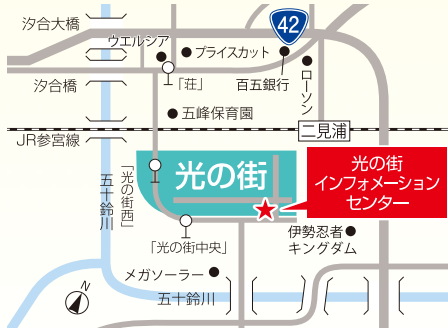 汐合大橋
ウエルシア
プライスカット
42
汐合橋
「荘」
百五銀行
ローソン
五峰保育園
JR参宮線
二見浦
五十鈴川
「光の街西」
光の街
光の街
インフォメーション
センター
「光の街中央」
伊勢忍者
キングダム
メガソーラー
五十鈴川
N